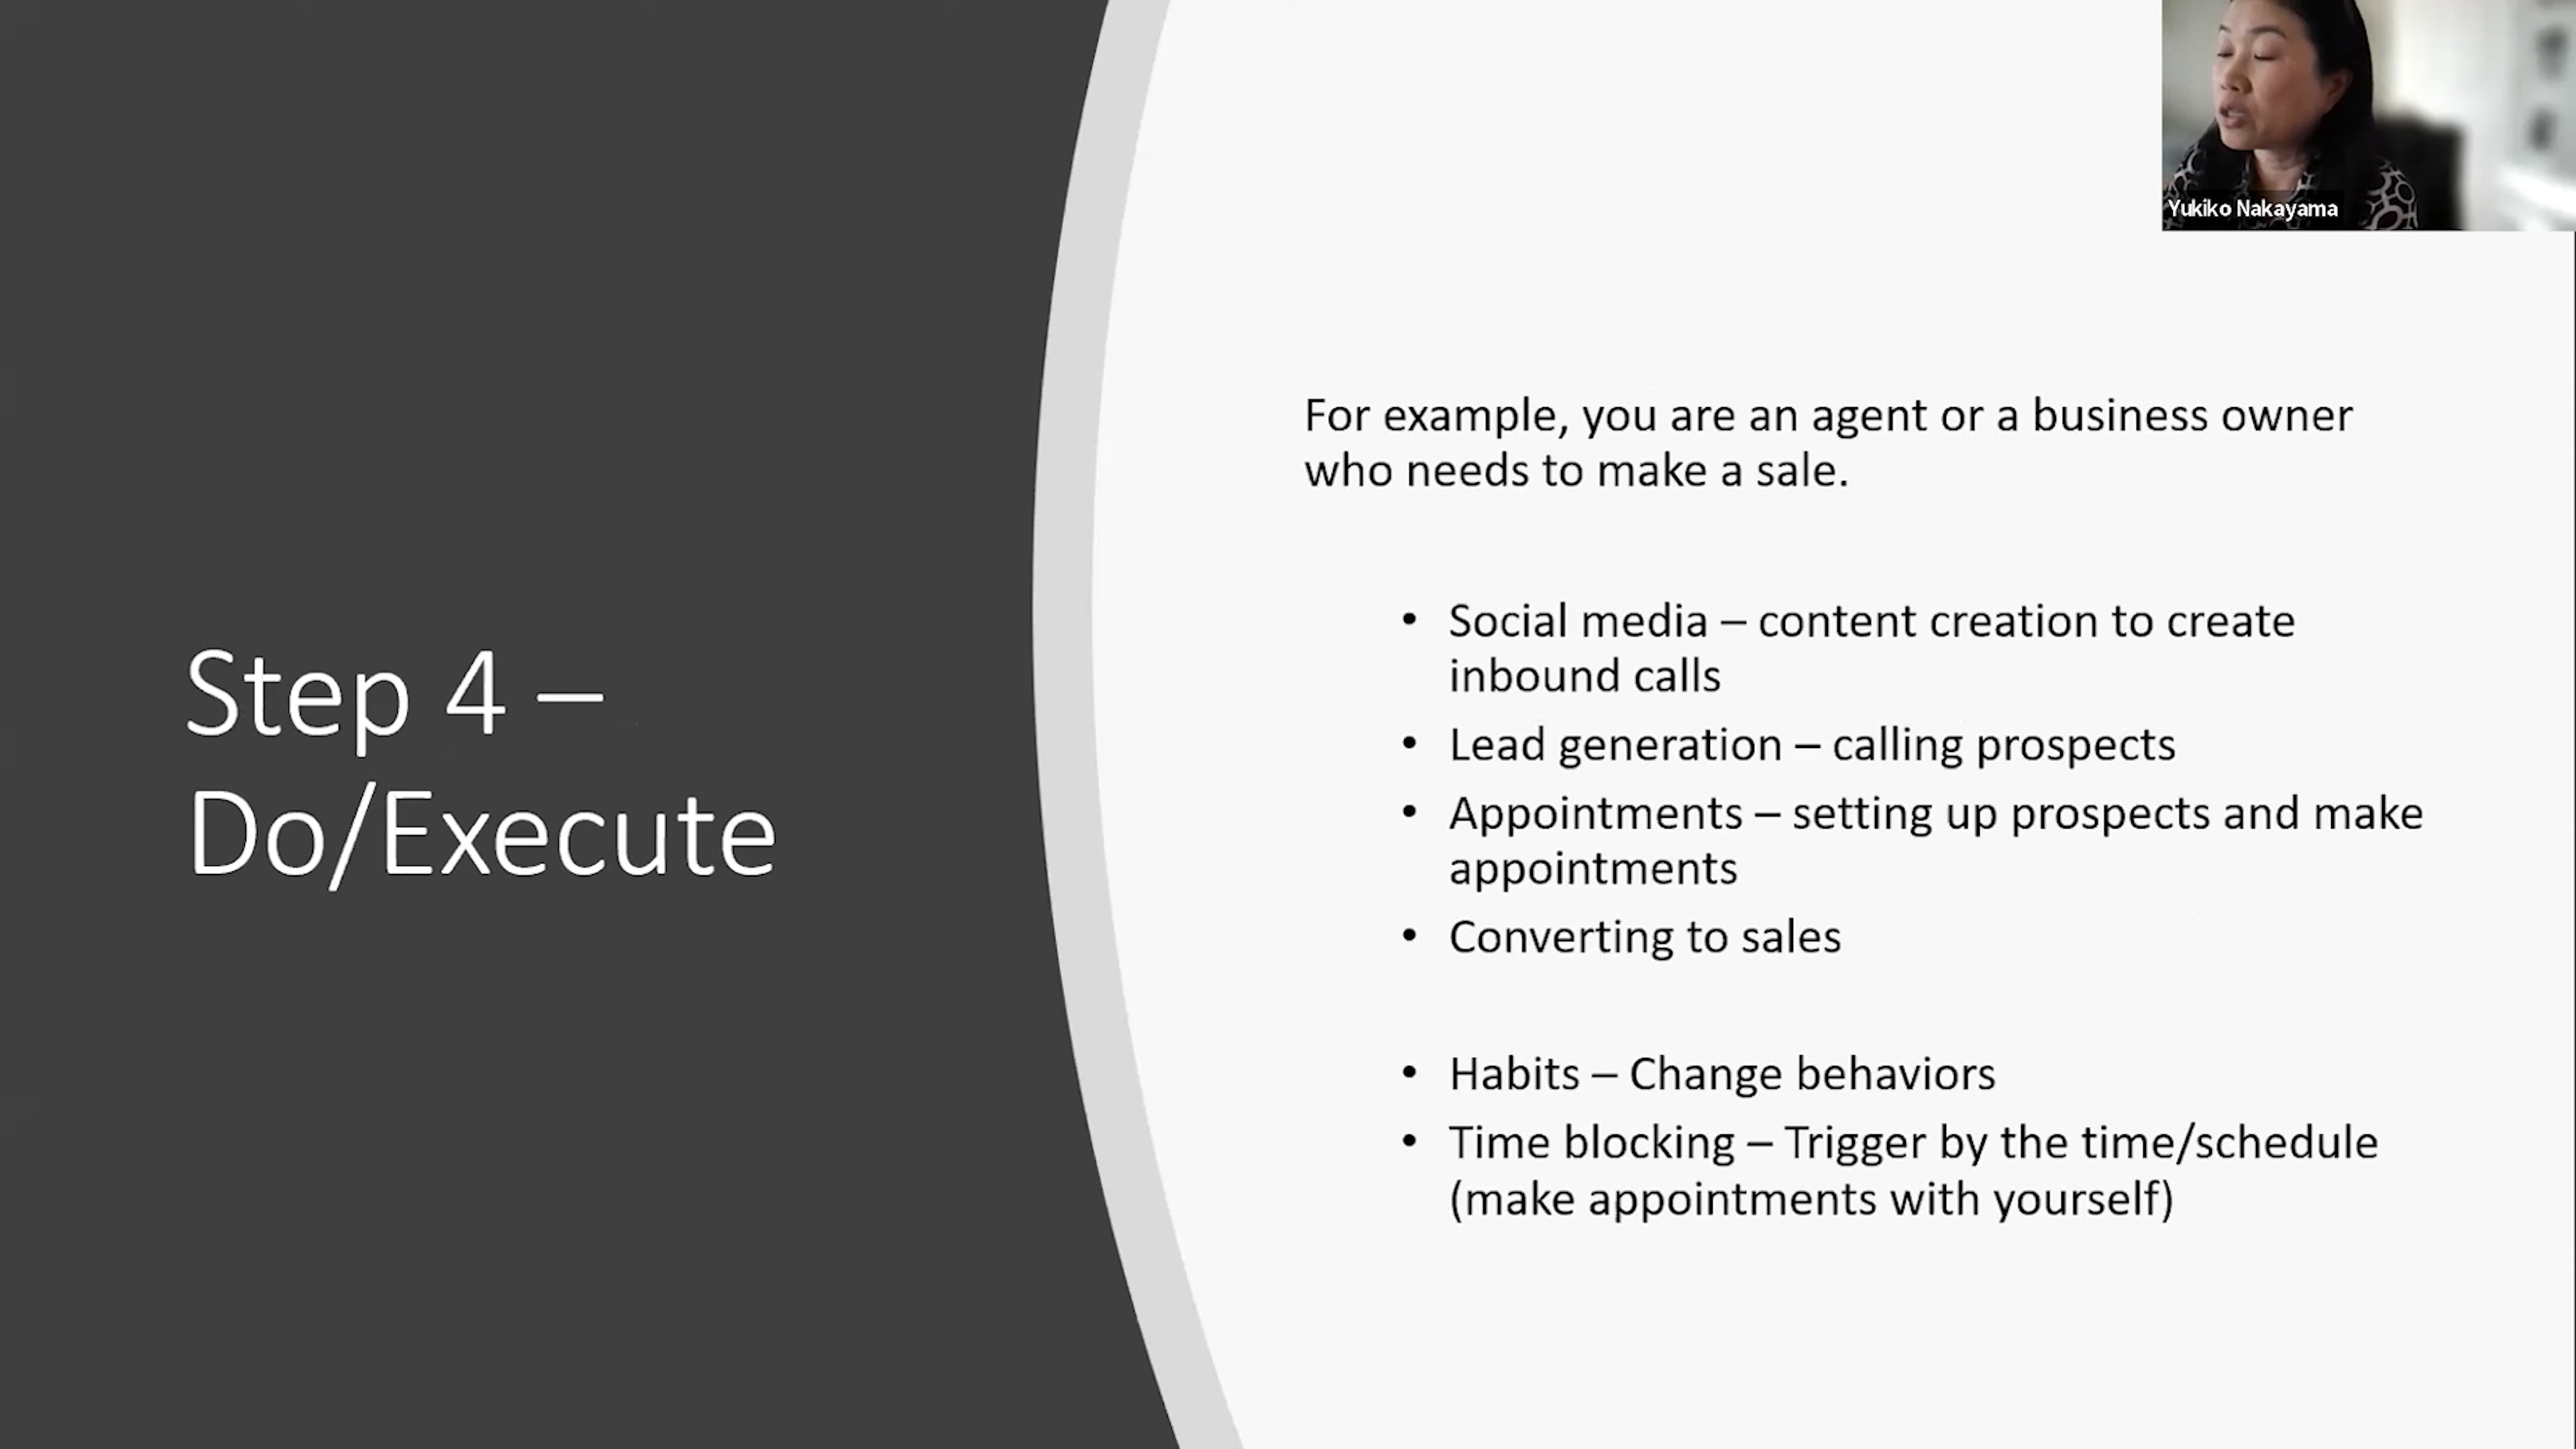 Yukiko Nakayama
Step 4 –
Do/Execute
For example, you are an agent or a business owner
who needs to make a sale.
• Social media – content creation to create
inbound calls
• Lead generation – calling prospects
• Appointments – setting up prospects and make
appointments
• Converting to sales
• Habits – Change behaviors
• Time blocking – Trigger by the time/schedule
(make appointments with yourself)